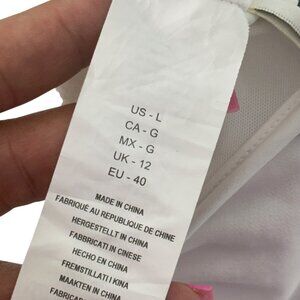 US - L
CA - G
MX - G
UK - 12
EU - 40
MADE IN CHINA
FABRIQUÉ AU REPUBLIQUE DE CHINE
HERGESTELLT IN CHINA
FABBRICATI IN CINESE
HECHO EN CHINA
FREMSTILLATI I KINA
MAAKTEN IN CHINA